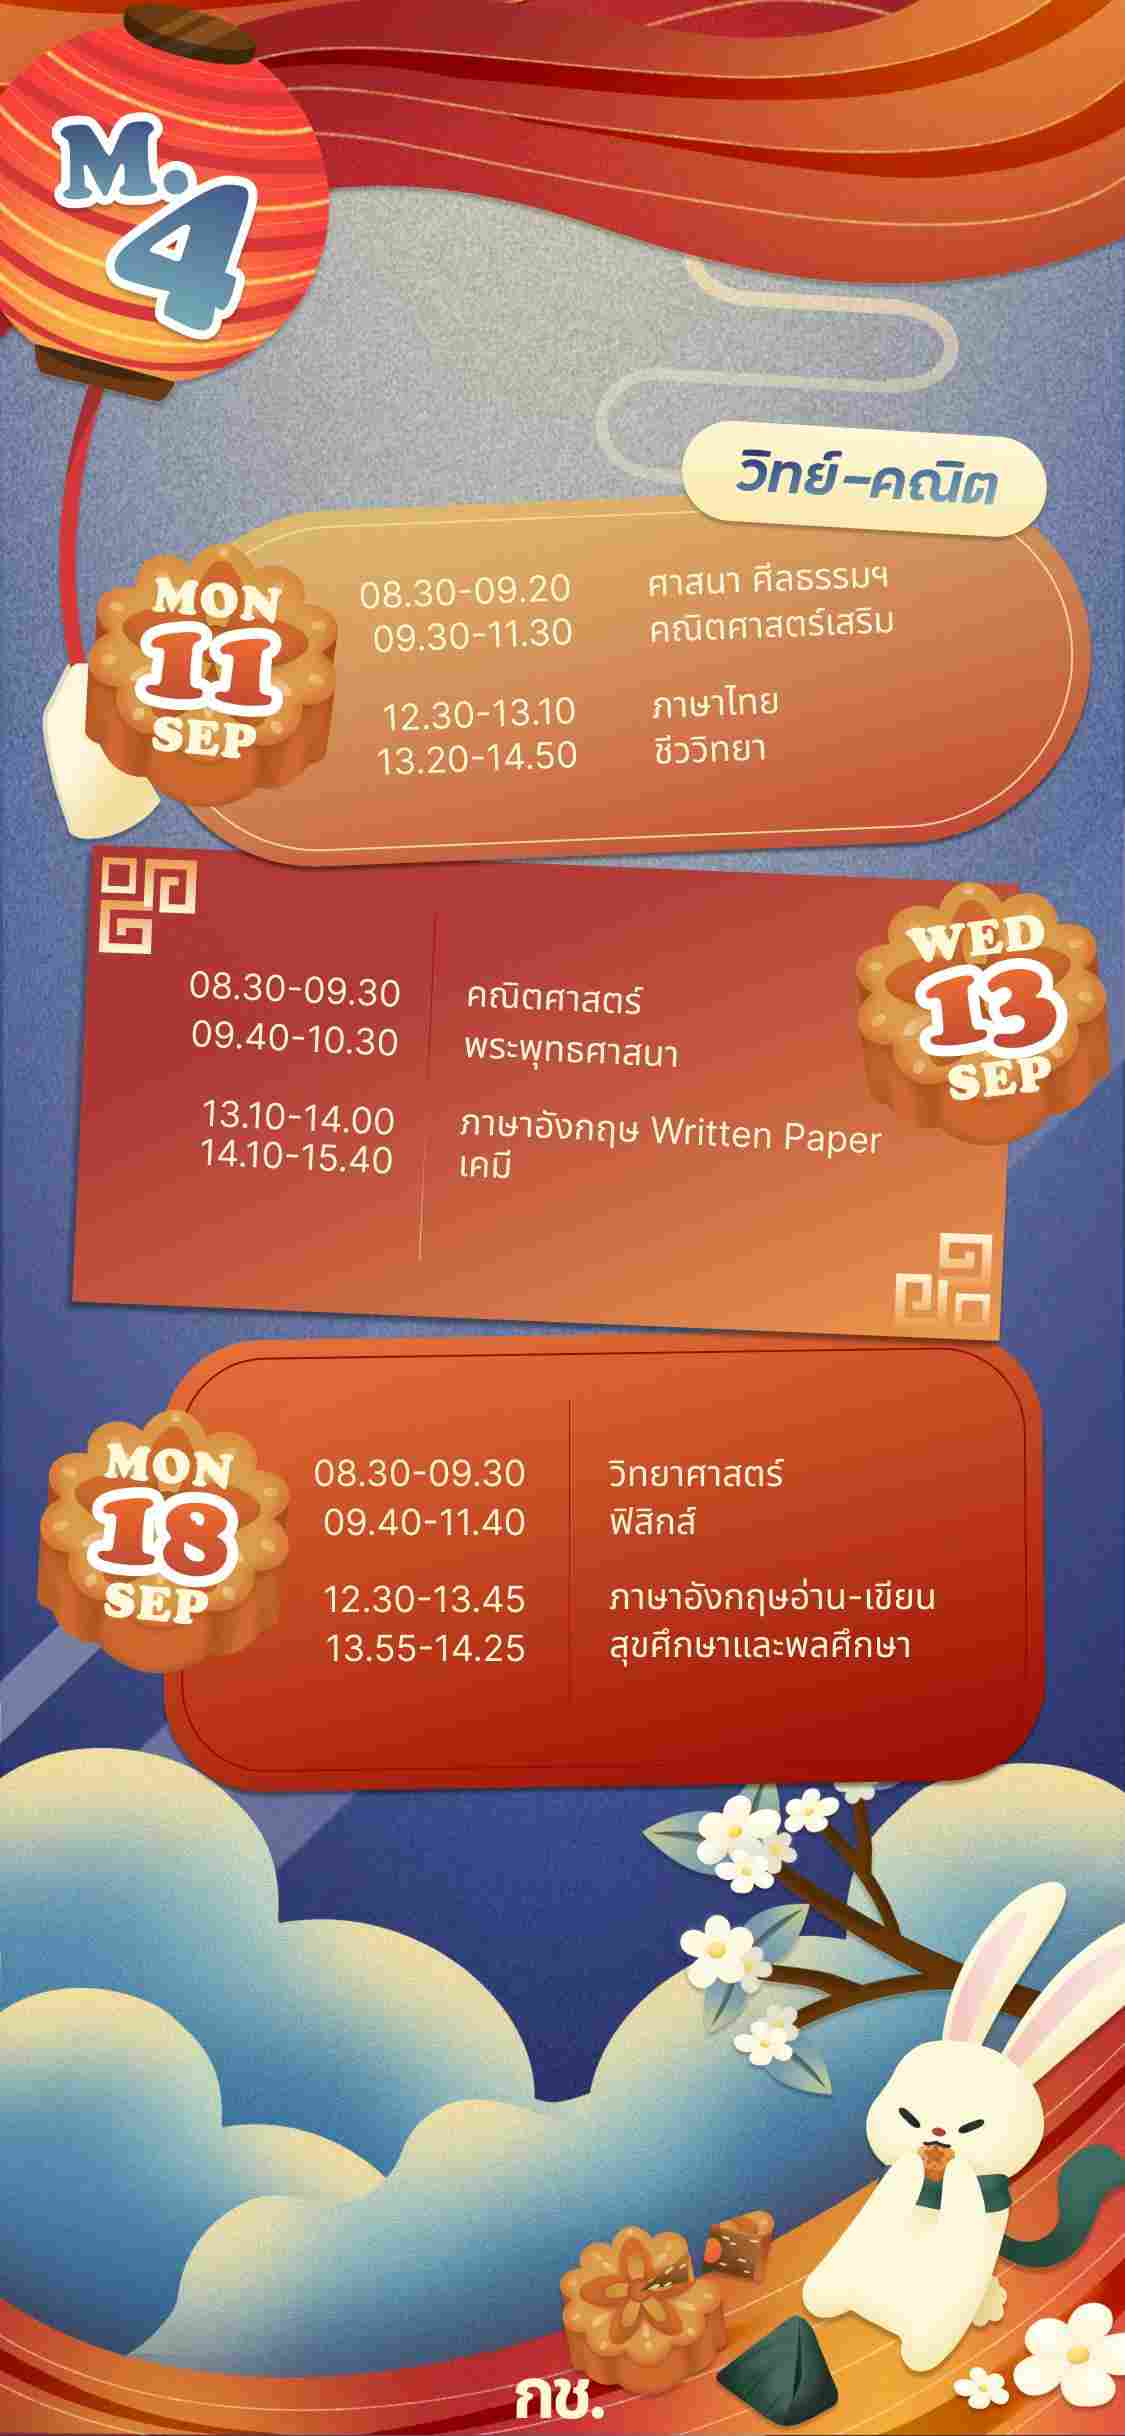 M.4
วิทย์-คณิต
MON
11
SEP
08.30-09.20 ศาสนา ศีลธรรมฯ
09.30-11.30 คณิตศาสตร์เสริม
12.30-13.10 ภาษาไทย
13.20-14.50 ชีววิทยา
WED
13
SEP
08.30-09.30 คณิตศาสตร์
09.40-10.30 พระพุทธศาสนา
13.10-14.00 ภาษาอังกฤษ Written Paper
14.10-15.40 เคมี
MON
18
SEP
08.30-09.30 วิทยาศาสตร์
09.40-11.40 ฟิสิกส์
12.30-13.45 ภาษาอังกฤษอ่าน-เขียน
13.55-14.25 สุขศึกษาและพลศึกษา
กช.